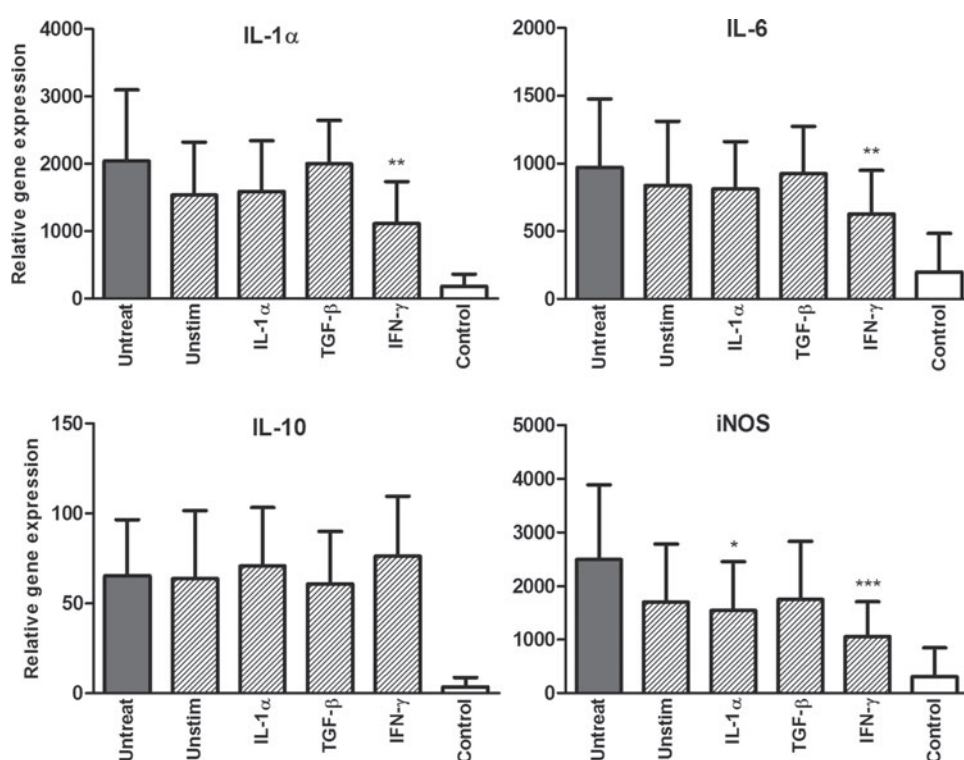 IL-1α
Relative gene expression
4000
3000
2000
1000
0
Untreat
Unstim
IL-1α
TGF-β
IFN-γ
Control
**
IL-6
2000
1500
1000
500
0
Untreat
Unstim
IL-1α
TGF-β
IFN-γ
Control
**
IL-10
Relative gene expression
150
100
50
0
Untreat
Unstim
IL-1α
TGF-β
IFN-γ
Control
iNOS
5000
4000
3000
2000
1000
0
Untreat
Unstim
IL-1α
TGF-β
IFN-γ
Control
*
***